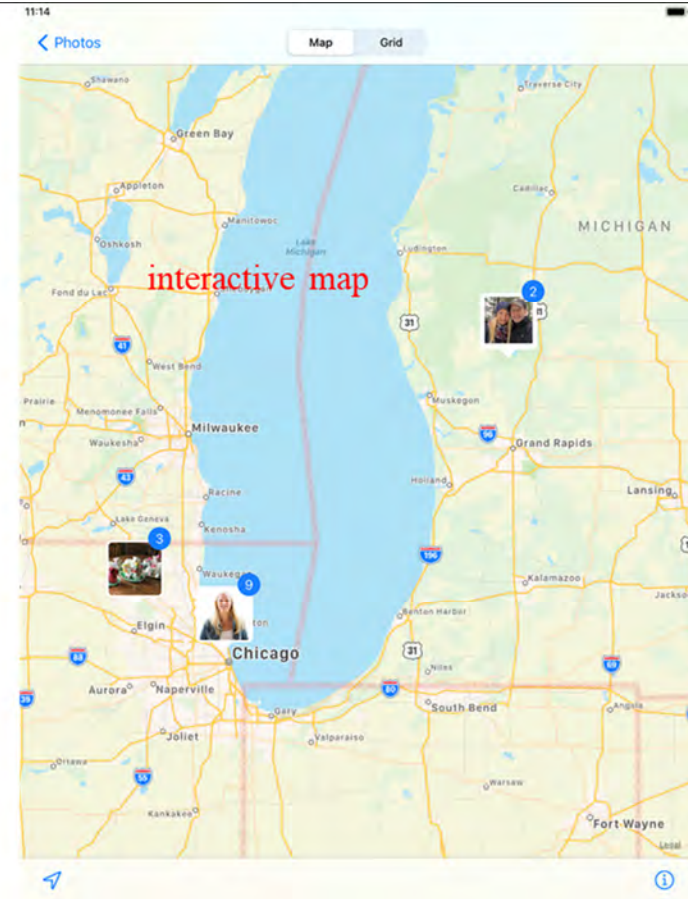 11:14
Photos
Map
Grid
Shawano
Traverse City
Green Bay
Appleton
Cadillac
Manitowoc
MICHIGAN
Oshkosh
Lake
Michigan
Ludington
interactive map
Fond du Lac
2
31
41
West Bend
Prairie
Menomonee Falls
Muskegon
Milwaukee
96
Waukesha
Grand Rapids
43
Holland
Lansing
Racine
Lake Geneva
Kenosha
3
196
Waukegan
9
Kalamazoo
Jackso
Benton Harbor
Elgin
ton
Chicago
31
88
Niles
69
Aurora
Naperville
80
39
South Bend
Angola
Gary
Joliet
Valparaiso
Ottawa
55
Warsaw
Kankakee
Fort Wayne
Legal